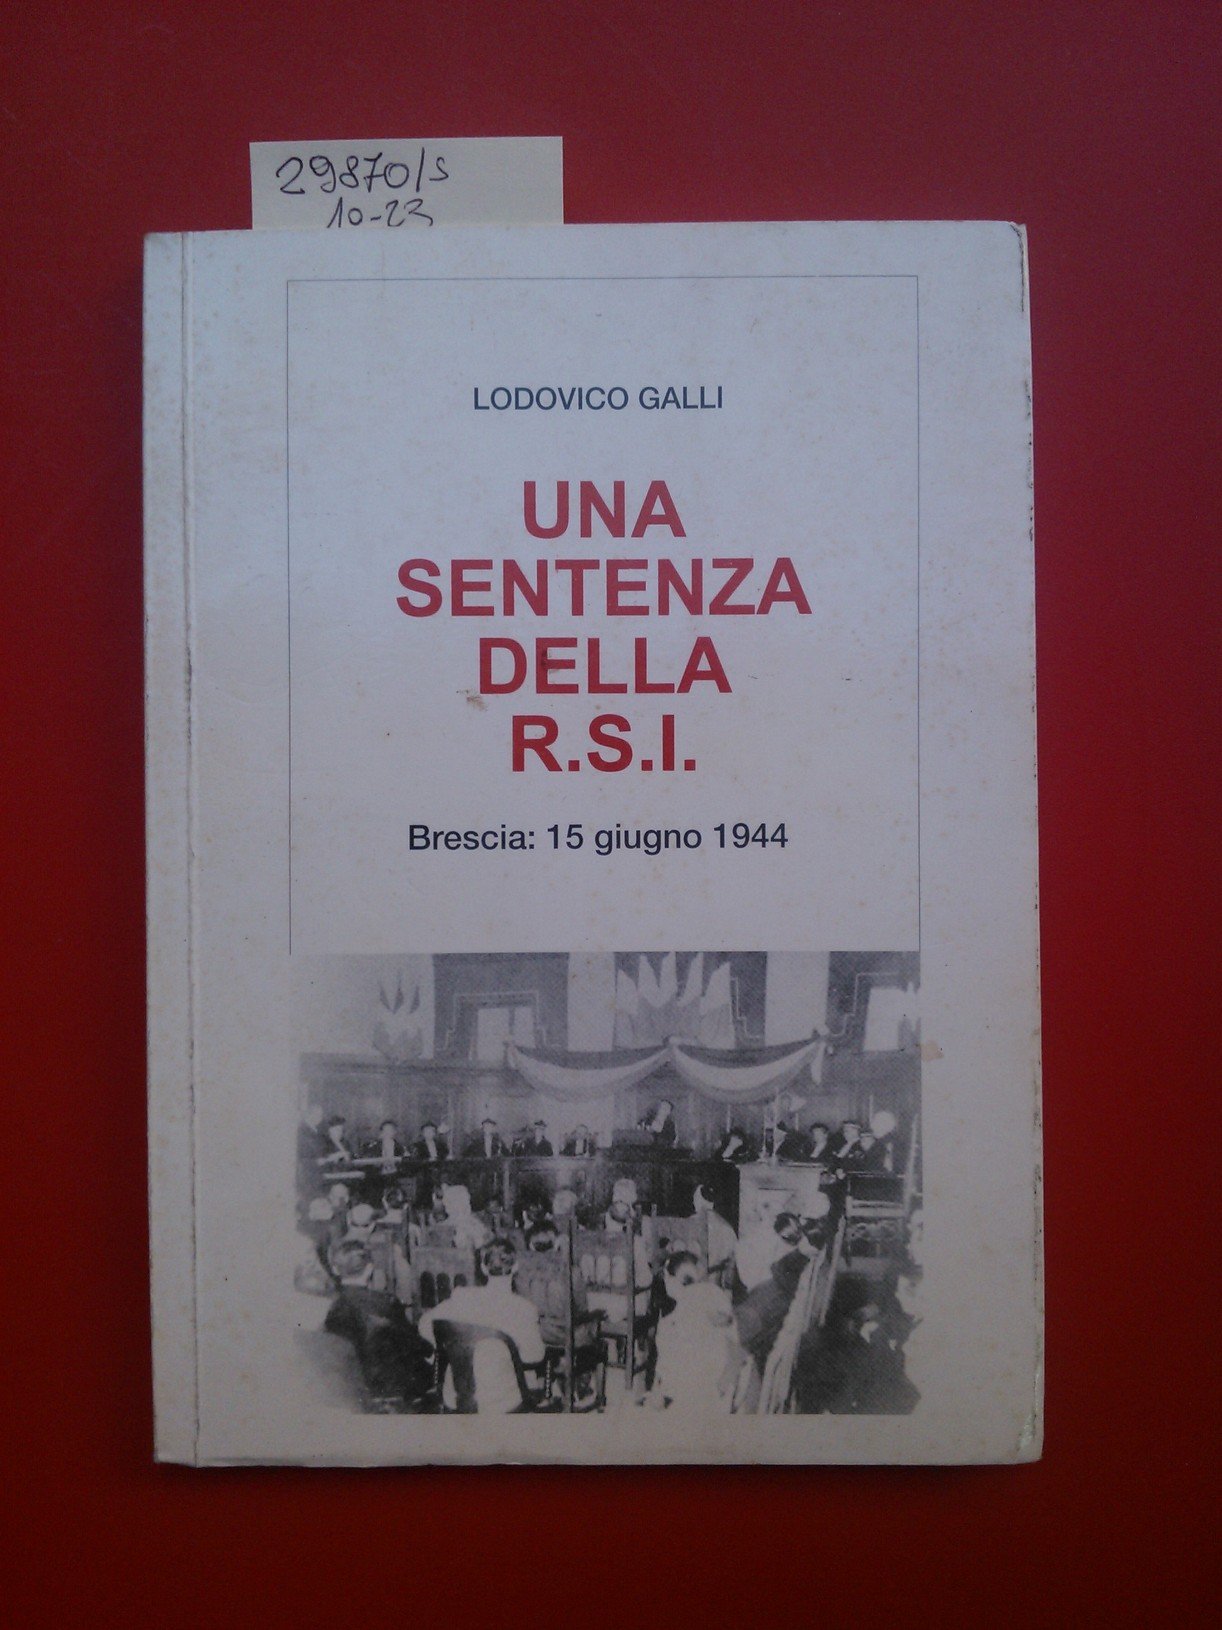 29870/s
10-23
LODOVICO GALLI
UNA
SENTENZA
DELLA
R.S.I.
Brescia: 15 giugno 1944